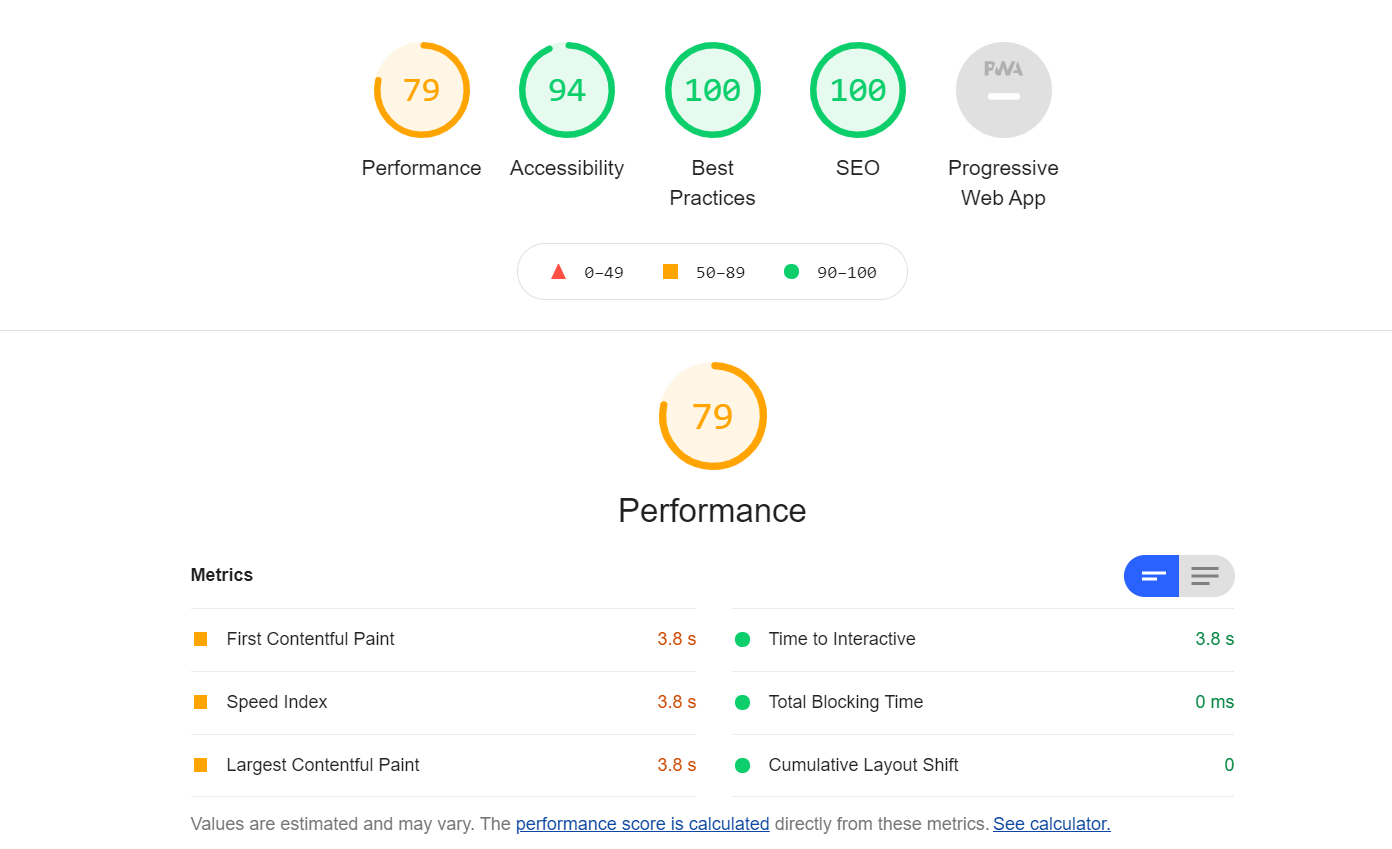 79 94 100 100 PWA
Performance Accessibility Best Practices SEO Progressive Web App
0–49 50–89 90–100
79
Performance
Metrics
First Contentful Paint 3.8 s
Time to Interactive 3.8 s
Speed Index 3.8 s
Total Blocking Time 0 ms
Largest Contentful Paint 3.8 s
Cumulative Layout Shift 0
Values are estimated and may vary. The performance score is calculated directly from these metrics. See calculator.